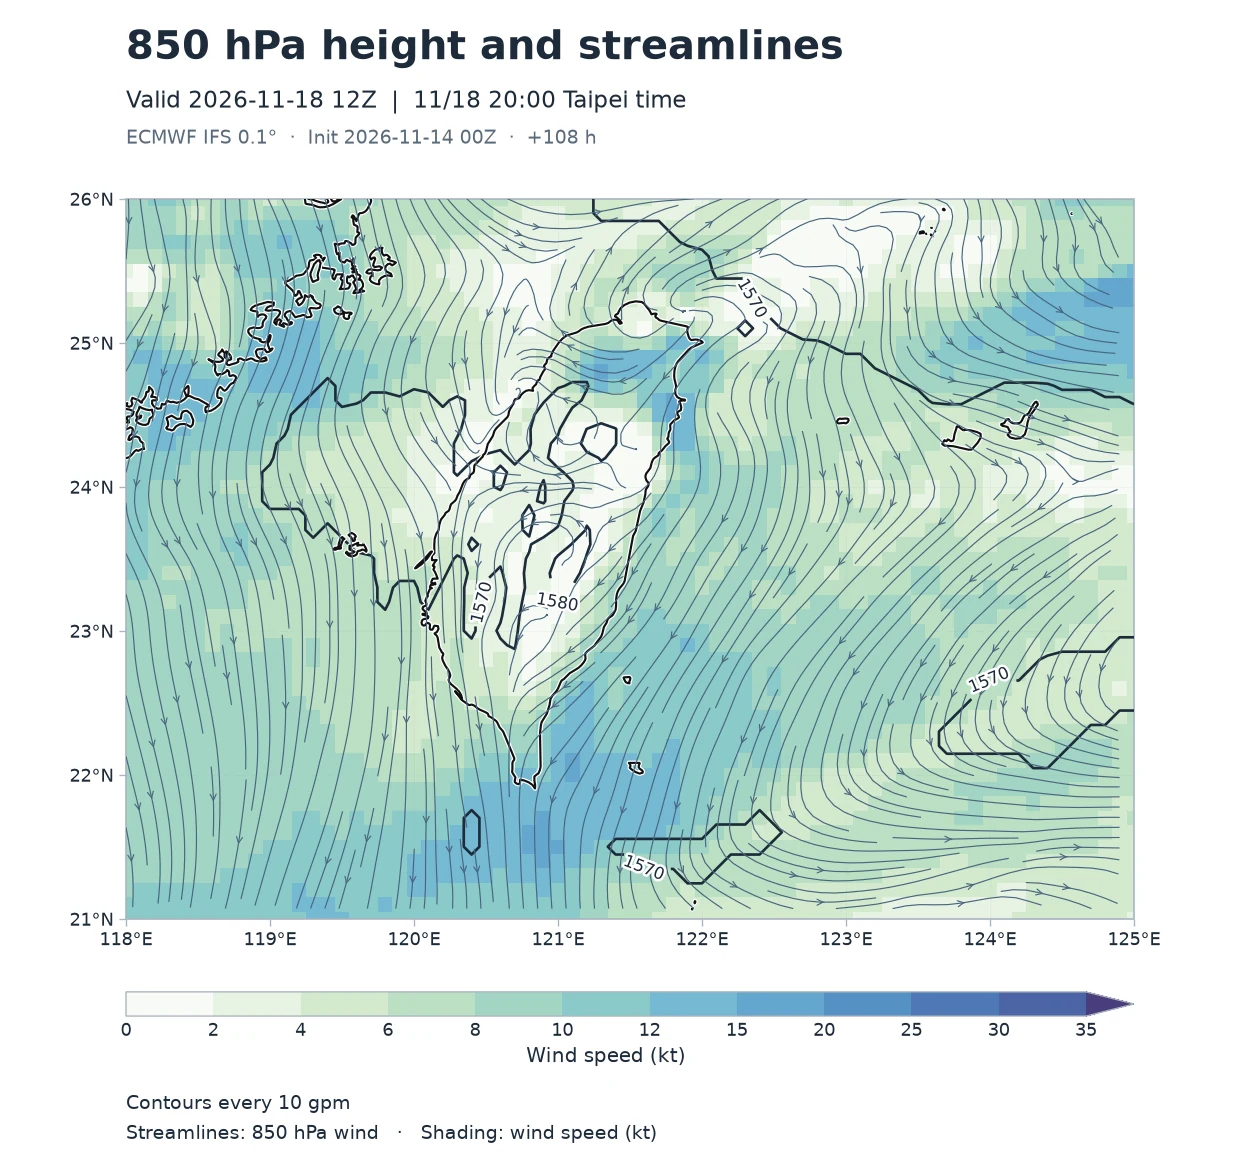 850 hPa height and streamlines
Valid 2026-11-18 12Z | 11/18 20:00 Taipei time
ECMWF IFS 0.1° · Init 2026-11-14 00Z · +108 h
26°N
25°N
24°N
23°N
22°N
21°N
1570
1570
1580
1570
1570
118°E 119°E 120°E 121°E 122°E 123°E 124°E 125°E
0 2 4 6 8 10 12 15 20 25 30 35
Wind speed (kt)
Contours every 10 gpm
Streamlines: 850 hPa wind · Shading: wind speed (kt)